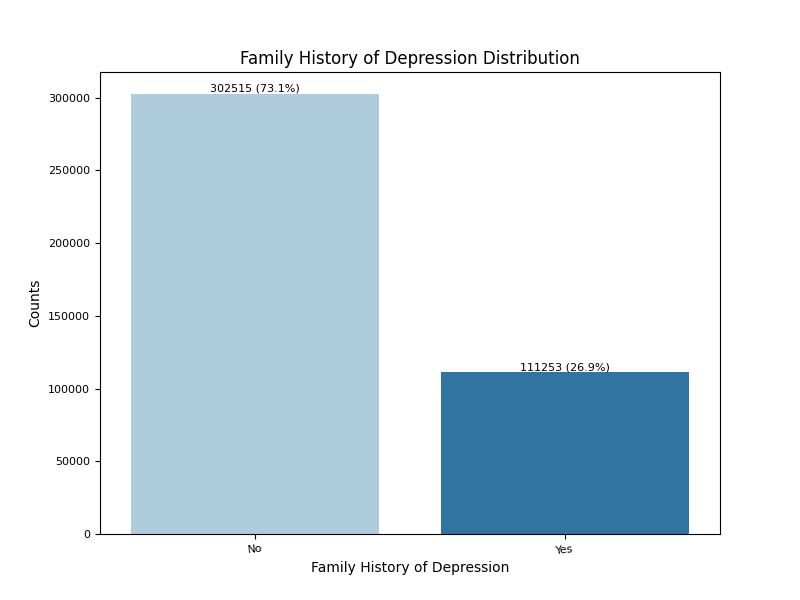 Family History of Depression Distribution
302515 (73.1%)
111253 (26.9%)
300000
250000
200000
150000
100000
50000
0
Counts
No
Yes
Family History of Depression